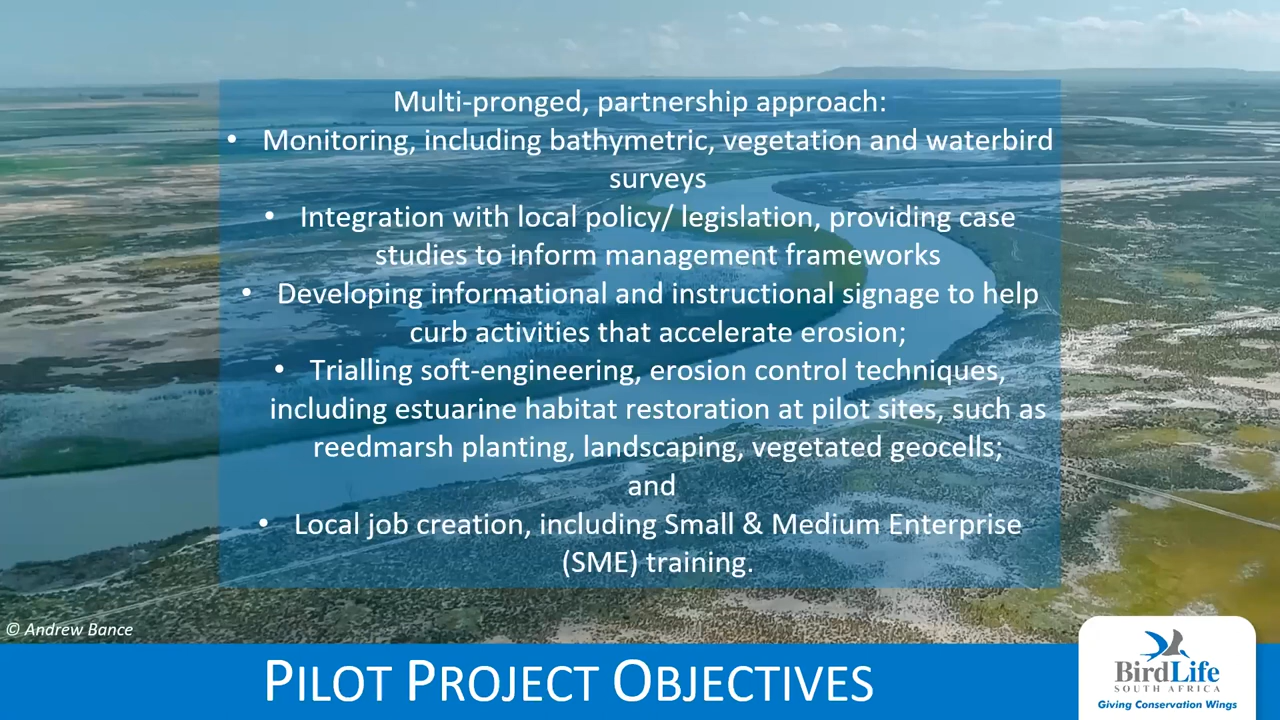 Multi-pronged, partnership approach:
• Monitoring, including bathymetric, vegetation and waterbird
surveys
• Integration with local policy/ legislation, providing case
studies to inform management frameworks
• Developing informational and instructional signage to help
curb activities that accelerate erosion;
• Trialling soft-engineering, erosion control techniques,
including estuarine habitat restoration at pilot sites, such as
reedmarsh planting, landscaping, vegetated geocells;
and
• Local job creation, including Small & Medium Enterprise
(SME) training.
© Andrew Bance
PILOT PROJECT OBJECTIVES
BirdLife
SOUTH AFRICA
Giving Conservation Wings